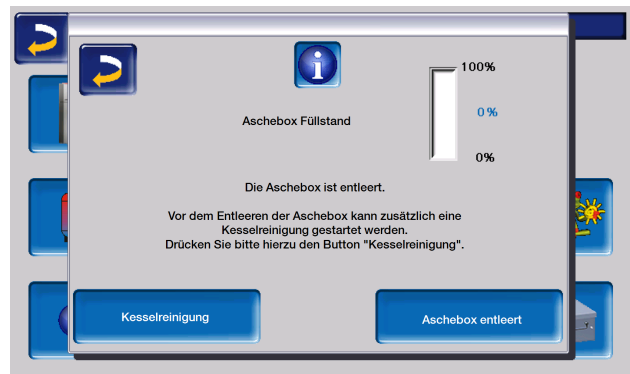 100%
Aschebox Füllstand
0%
0%
Die Aschebox ist entleert.
Vor dem Entleeren der Aschebox kann zusätzlich eine
Kesselreinigung gestartet werden.
Drücken Sie bitte hierzu den Button "Kesselreinigung".
Kesselreinigung
Aschebox entleert